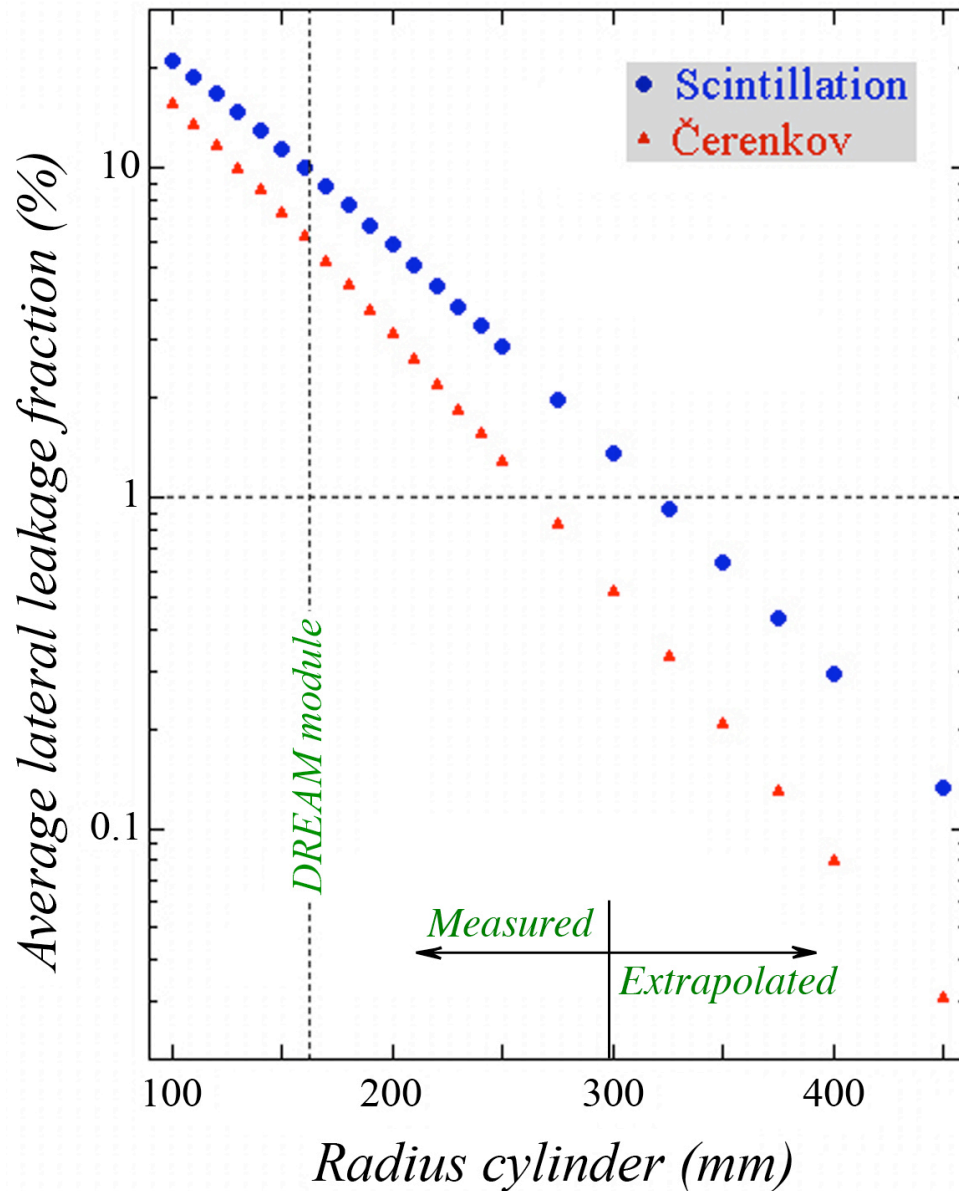 Average lateral leakage fraction (%)
10
1
0.1
Scintillation
Čerenkov
DREAM module
Measured
Extrapolated
100
200
300
400
Radius cylinder (mm)